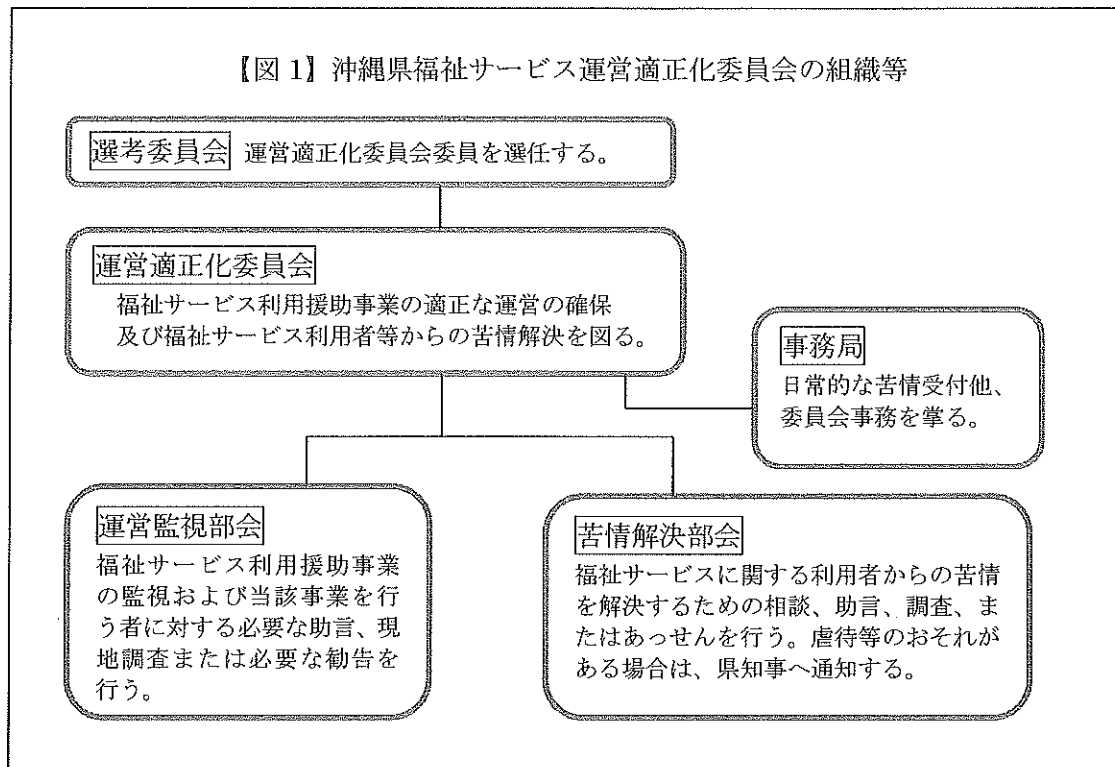 【図1】沖縄県福祉サービス運営適正化委員会の組織等
選考委員会 運営適正化委員会委員を選任する。
運営適正化委員会
福祉サービス利用援助事業の適正な運営の確保
及び福祉サービス利用者等からの苦情解決を図る。
事務局
日常的な苦情受付他、
委員会事務を掌る。
運営監視部会
福祉サービス利用援助事業
の監視および当該事業を行
う者に対する必要な助言、現
地調査または必要な勧告を
行う。
苦情解決部会
福祉サービスに関する利用者からの苦情
を解決するための相談、助言、調査、ま
たはあっせんを行う。虐待等のおそれが
ある場合は、県知事へ通知する。